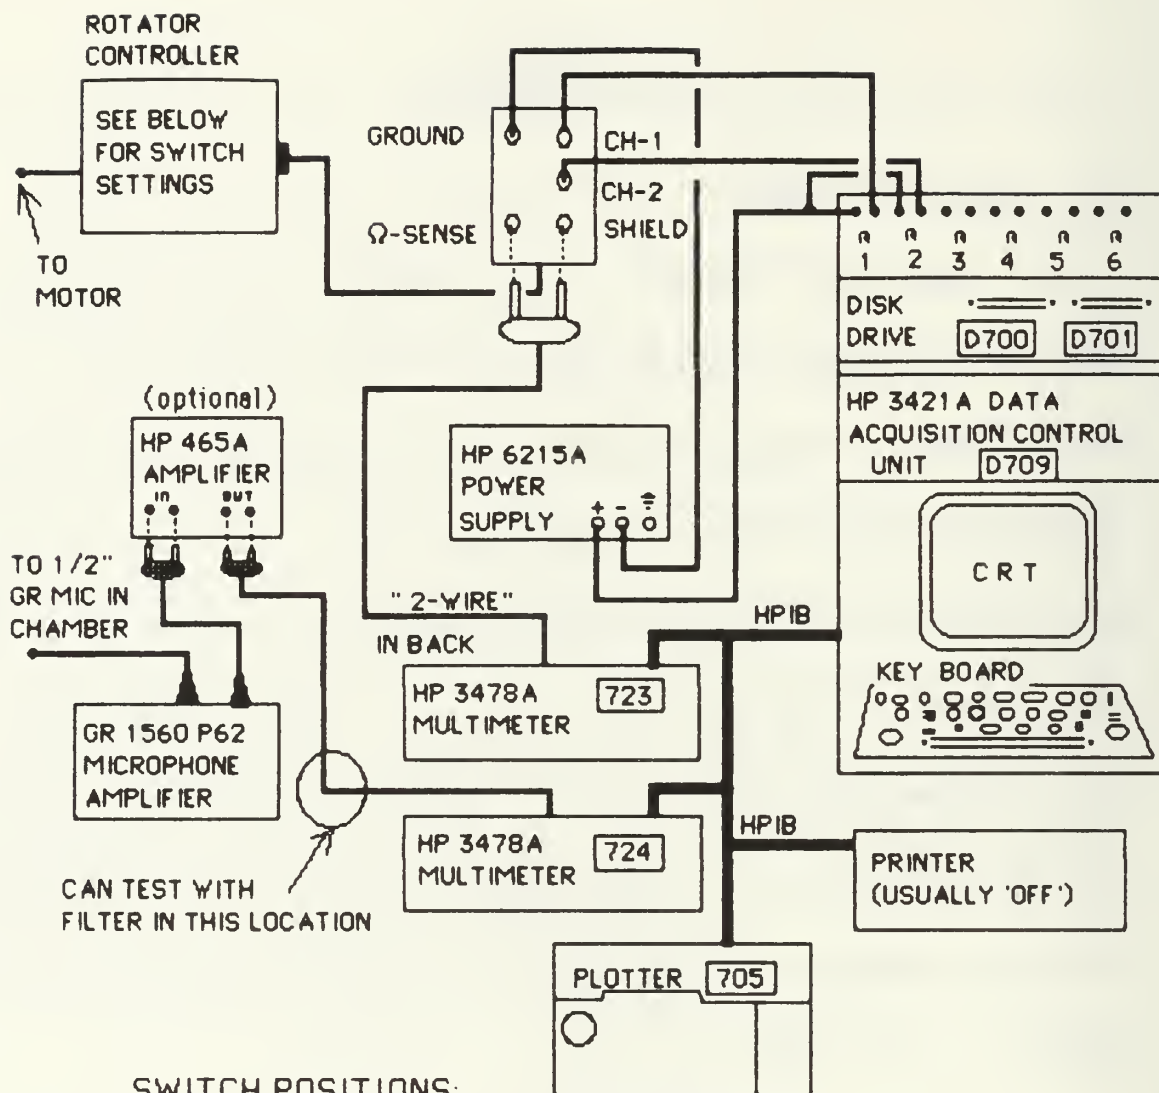 ROTATOR
CONTROLLER
SEE BELOW
FOR SWITCH
SETTINGS
TO
MOTOR
GROUND
CH-1
CH-2
Ω-SENSE
SHIELD
1 2 3 4 5 6
DISK
DRIVE D700 D701
HP 3421A DATA
ACQUISITION CONTROL
UNIT D709
CRT
KEY BOARD
(optional)
HP 465A
AMPLIFIER
IN OUT
HP 6215A
POWER
SUPPLY + -
TO 1/2"
GR MIC IN
CHAMBER
"2-WIRE"
IN BACK
HPIB
HP 3478A
MULTIMETER
723
GR 1560 P62
MICROPHONE
AMPLIFIER
HP 3478A
MULTIMETER
724
HPIB
PRINTER
(USUALLY 'OFF')
CAN TEST WITH
FILTER IN THIS LOCATION
PLOTTER 705
SWITCH POSITIONS: